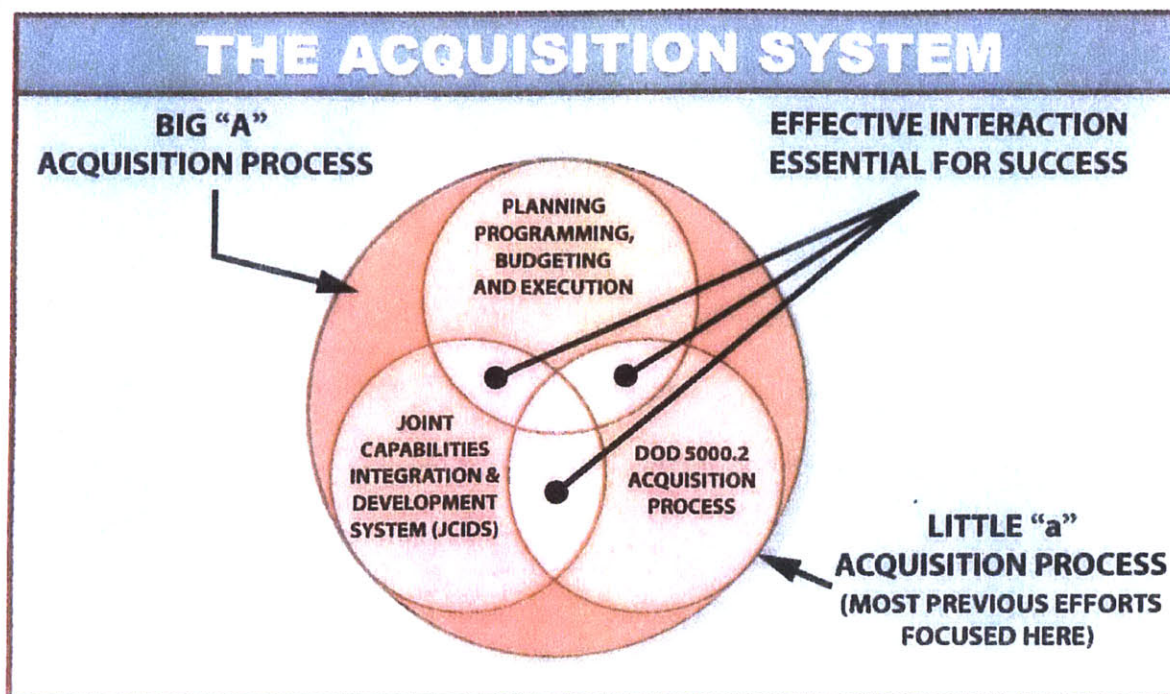 THE ACQUISITION SYSTEM
BIG “A”
ACQUISITION PROCESS
EFFECTIVE INTERACTION
ESSENTIAL FOR SUCCESS
PLANNING
PROGRAMMING,
BUDGETING
AND EXECUTION
JOINT
CAPABILITIES
INTEGRATION &
DEVELOPMENT
SYSTEM (JCIDS)
DOD 5000.2
ACQUISITION
PROCESS
LITTLE “a”
ACQUISITION PROCESS
(MOST PREVIOUS EFFORTS
FOCUSED HERE)